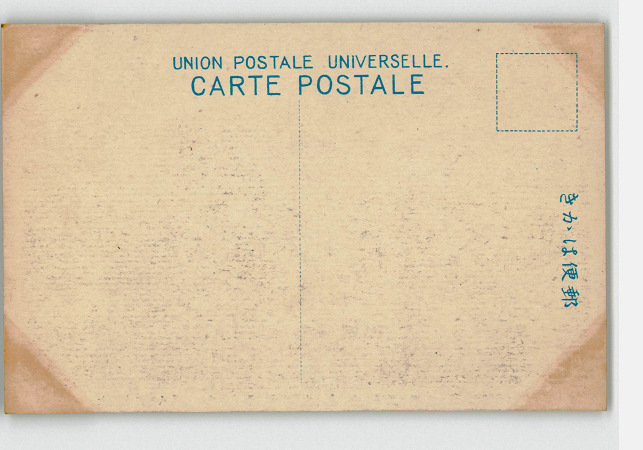 UNION POSTALE UNIVERSELLE.
CARTE POSTALE
きかは便郵